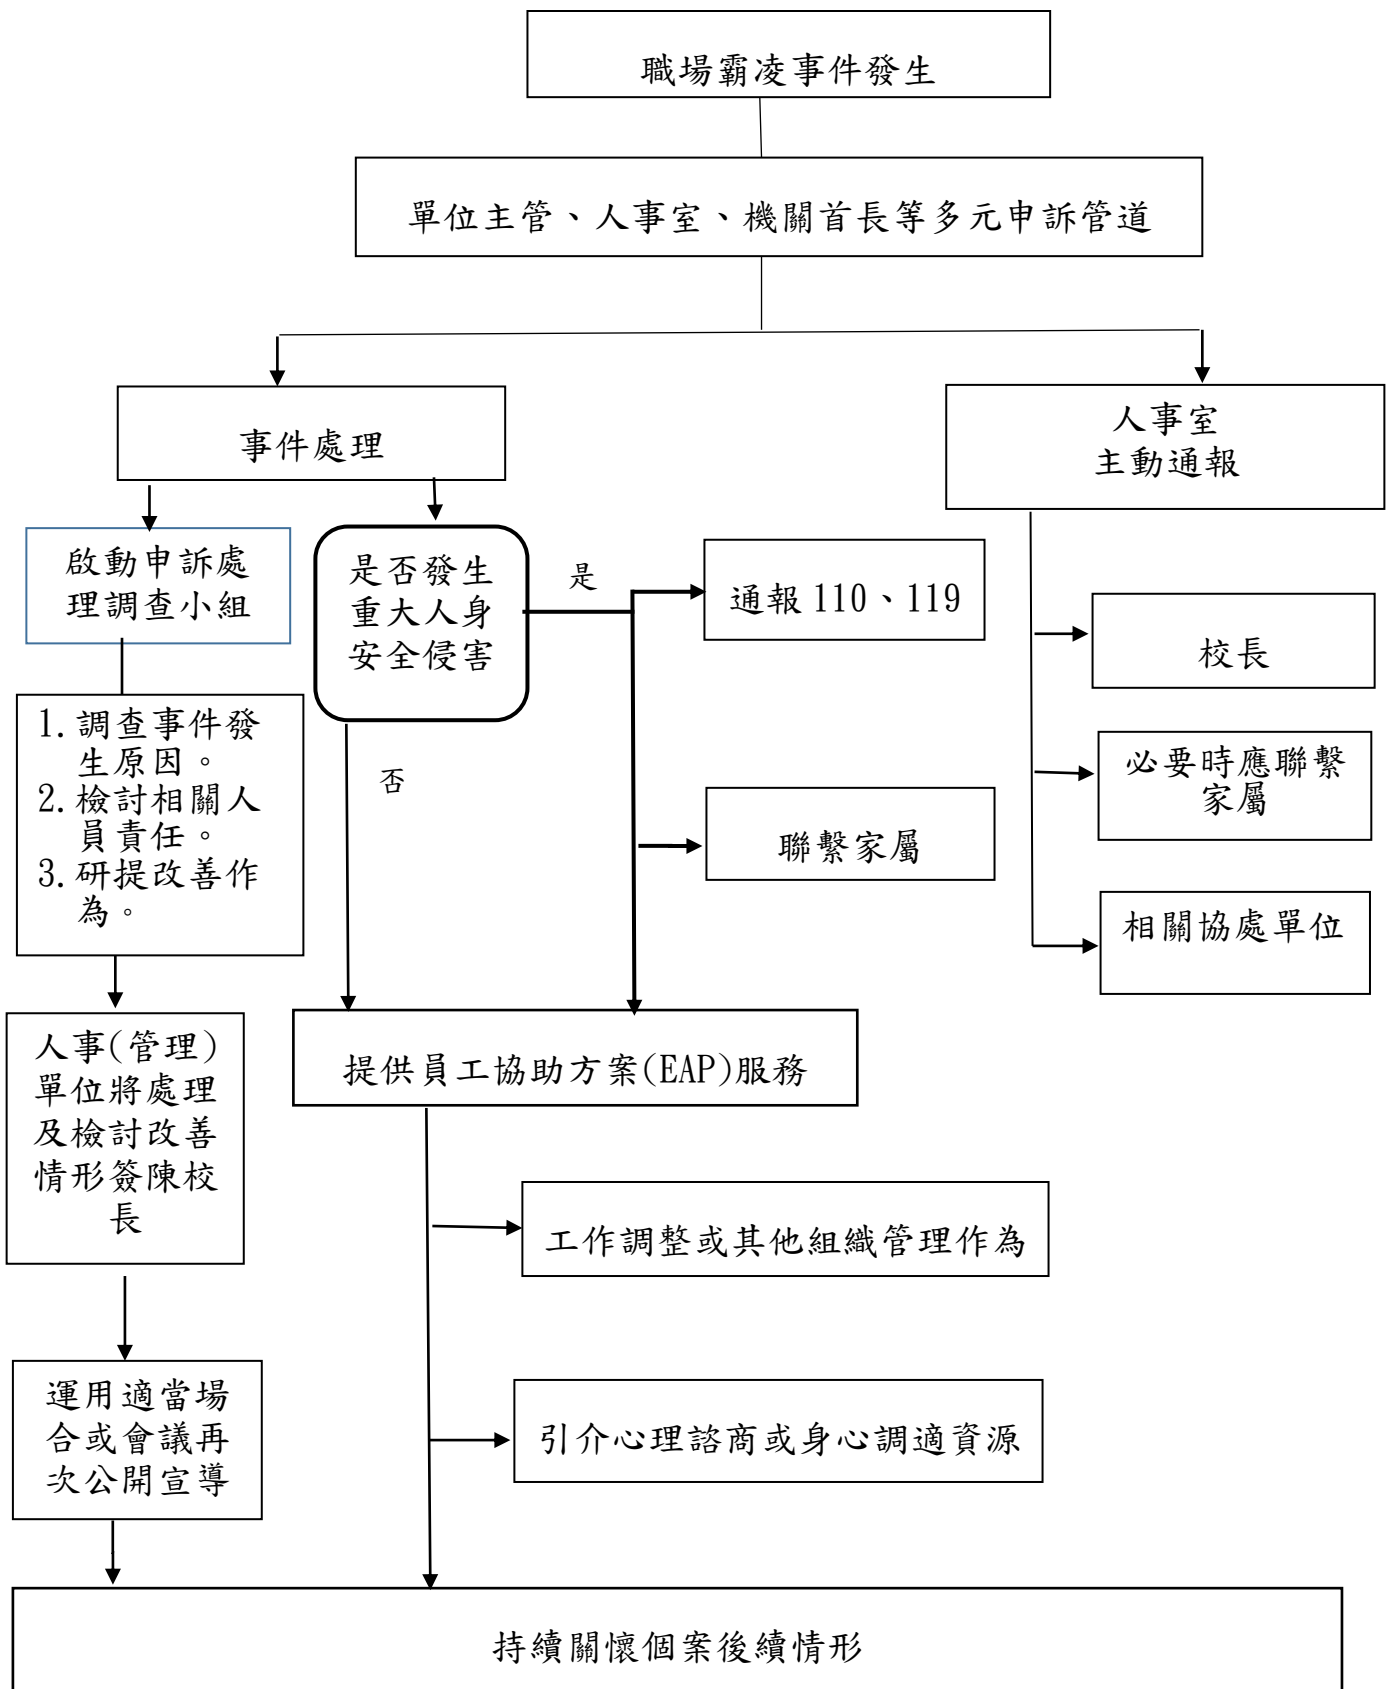 職場霸凌事件發生
單位主管、人事室、機關首長等多元申訴管道
事件處理
人事室
主動通報
啟動申訴處
理調查小組
是否發生
重大人身
安全侵害
是
通報 110、119
校長
1.調查事件發
生原因。
2.檢討相關人
員責任。
3.研提改善作
為。
否
必要時應聯繫
家屬
聯繫家屬
相關協處單位
人事(管理)
單位將處理
及檢討改善
情形簽陳校
長
提供員工協助方案(EAP)服務
工作調整或其他組織管理作為
運用適當場
合或會議再
次公開宣導
引介心理諮商或身心調適資源
持續關懷個案後續情形